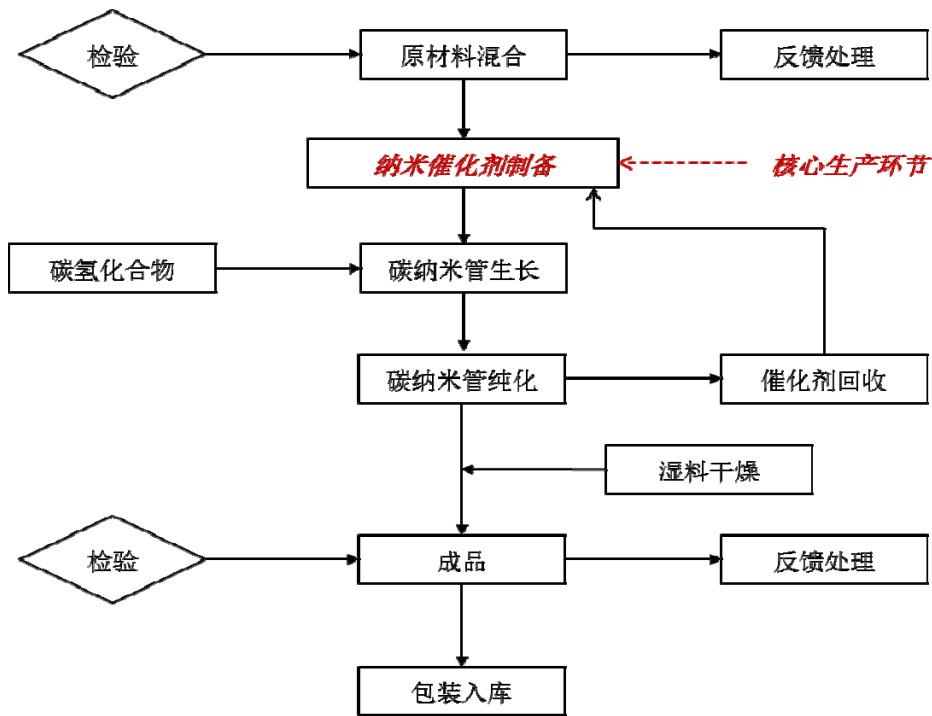 检验
原材料混合
反馈处理
纳米催化剂制备
核心生产环节
碳氢化合物
碳纳米管生长
碳纳米管纯化
催化剂回收
湿料干燥
检验
成品
反馈处理
包装入库